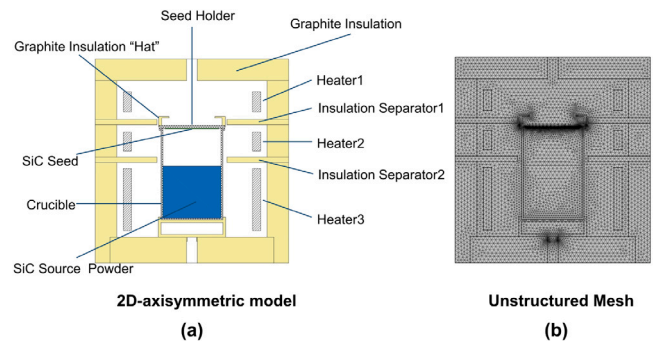 Seed Holder
Graphite Insulation
Graphite Insulation “Hat”
Heater1
Insulation Separator1
Heater2
SiC Seed
Insulation Separator2
Crucible
Heater3
SiC Source Powder
2D-axisymmetric model
Unstructured Mesh
(a)
(b)